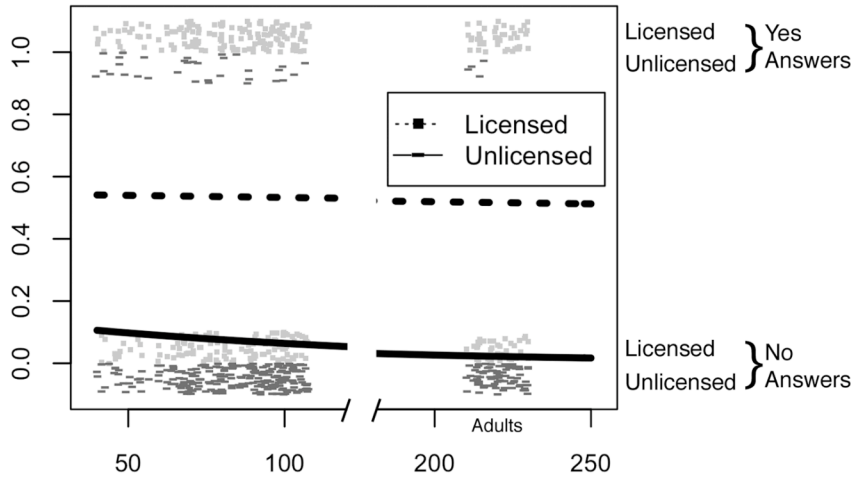 1.0
0.8
0.6
0.4
0.2
0.0
Licensed
Unlicensed
Yes
Answers
Licensed
Unlicensed
Licensed
Unlicensed
No
Answers
Adults
50 100 200 250